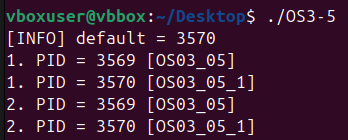 vboxuser@vbbox:~/Desktop$ ./OS3-5
[INFO] default = 3570
1. PID = 3569 [OS03_05]
1. PID = 3570 [OS03_05_1]
2. PID = 3569 [OS03_05]
2. PID = 3570 [OS03_05_1]